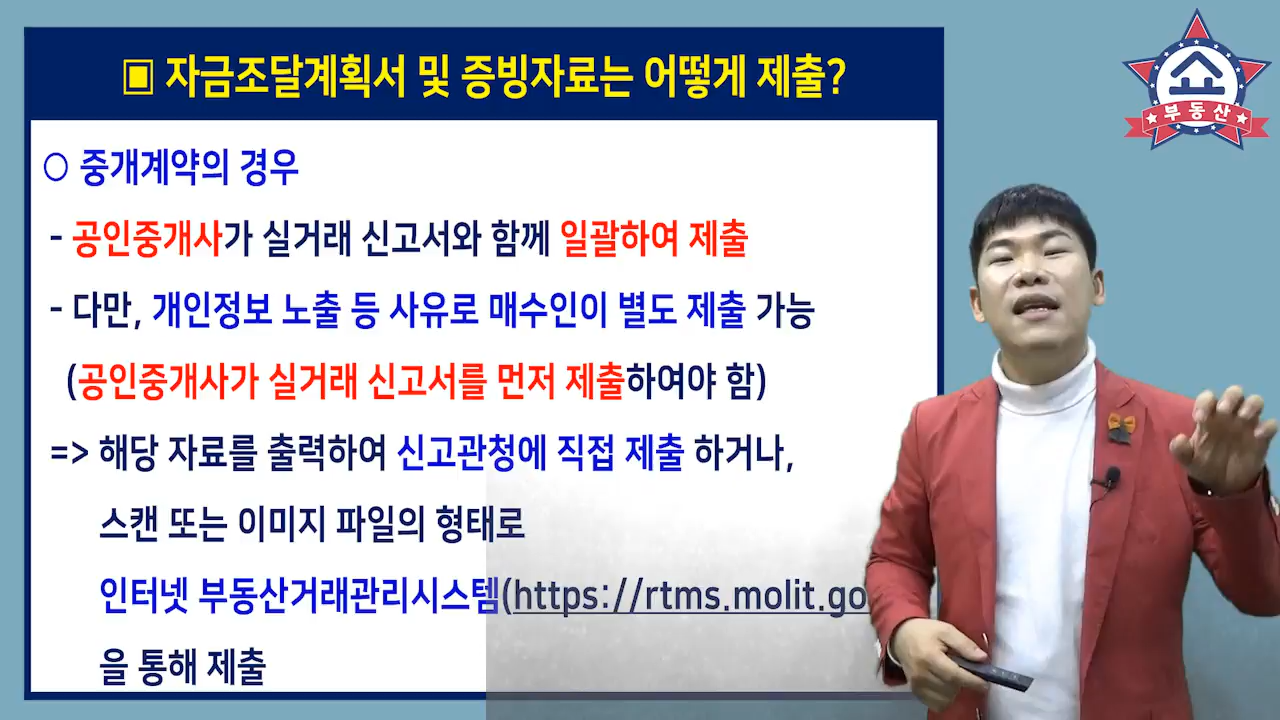 ▣ 자금조달계획서 및 증빙자료는 어떻게 제출?
부동산
○ 중개계약의 경우
- 공인중개사가 실거래 신고서와 함께 일괄하여 제출
- 다만, 개인정보 노출 등 사유로 매수인이 별도 제출 가능
(공인중개사가 실거래 신고서를 먼저 제출하여야 함)
=> 해당 자료를 출력하여 신고관청에 직접 제출 하거나,
스캔 또는 이미지 파일의 형태로
인터넷 부동산거래관리시스템(https://rtms.molit.go
을 통해 제출